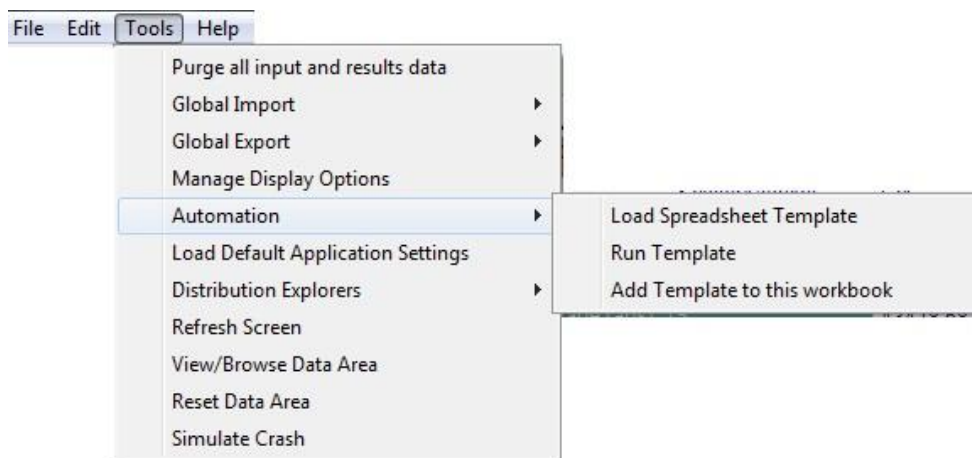 File Edit Tools Help
Purge all input and results data
Global Import
Global Export
Manage Display Options
Automation
Load Spreadsheet Template
Load Default Application Settings
Run Template
Distribution Explorers
Add Template to this workbook
Refresh Screen
View/Browse Data Area
Reset Data Area
Simulate Crash